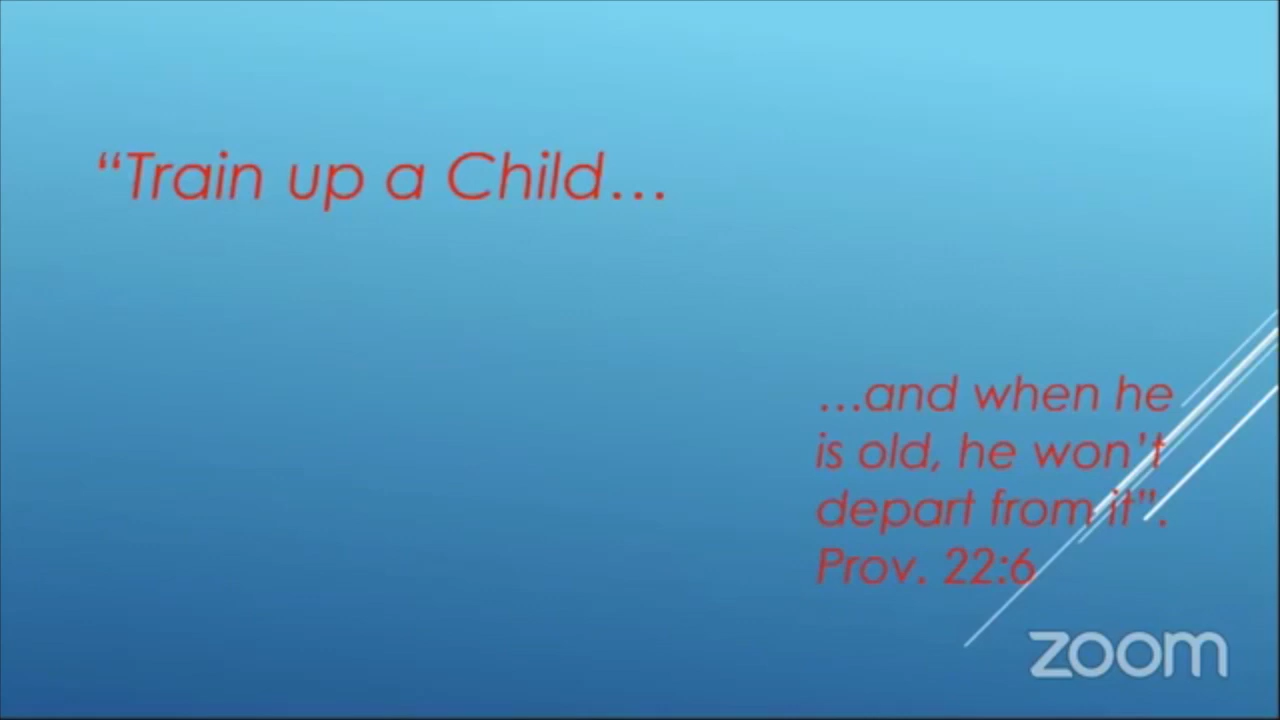 “Train up a Child…
…and when he
is old, he won’t
depart from it”.
Prov. 22:6
zoom